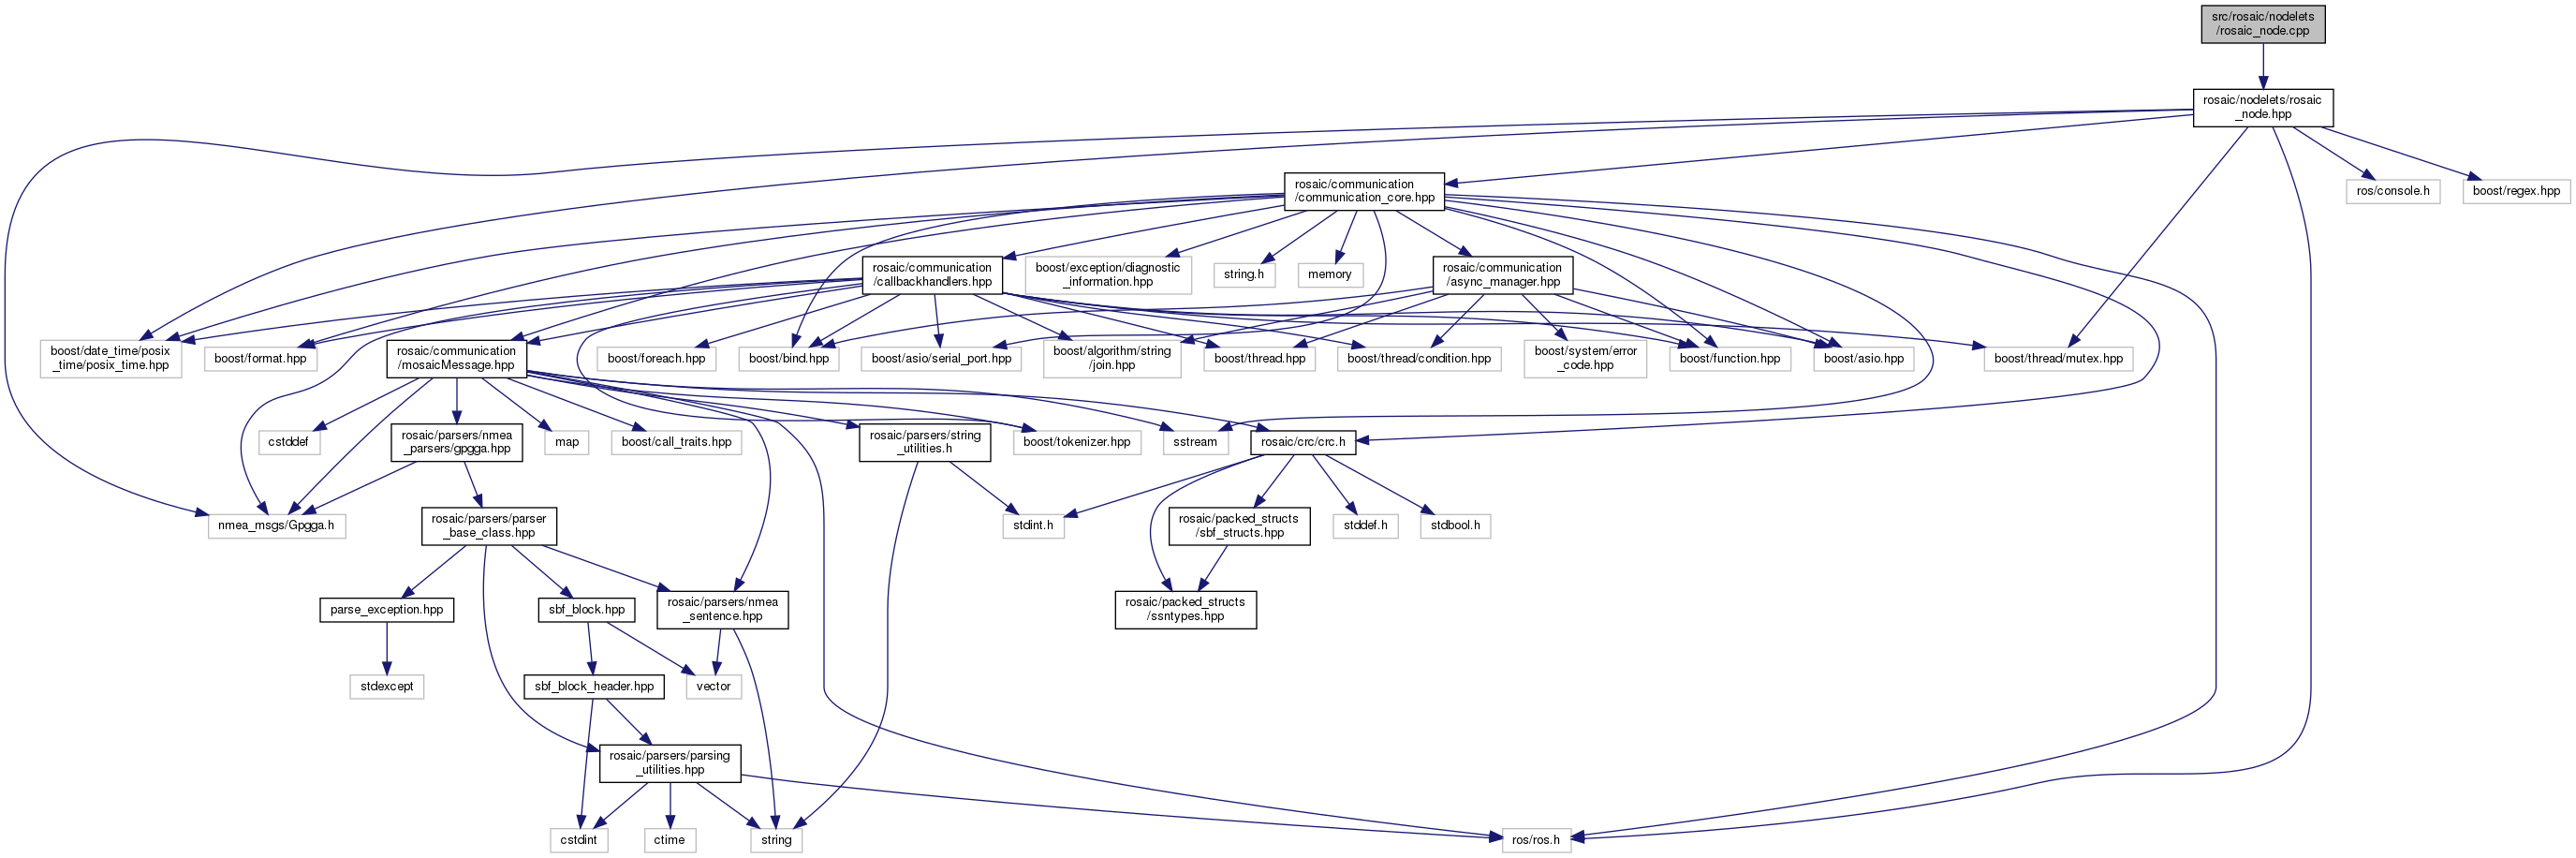 src/rosaic/nodelets
/rosaic_node.cpp
rosaic/nodelets/rosaic
_node.hpp
rosaic/communication
/communication_core.hpp
ros/console.h
boost/regex.hpp
rosaic/communication
/callbackhandlers.hpp
boost/exception/diagnostic
_information.hpp
string.h
memory
rosaic/communication
/async_manager.hpp
boost/date_time/posix
_time/posix_time.hpp
boost/format.hpp
rosaic/communication
/mosaicMessage.hpp
boost/foreach.hpp
boost/bind.hpp
boost/asio/serial_port.hpp
boost/algorithm/string
/join.hpp
boost/thread.hpp
boost/thread/condition.hpp
boost/system/error
_code.hpp
boost/function.hpp
boost/asio.hpp
boost/thread/mutex.hpp
cstddef
rosaic/parsers/nmea
_parsers/gpgga.hpp
map
boost/call_traits.hpp
rosaic/parsers/string
_utilities.h
boost/tokenizer.hpp
sstream
rosaic/crc/crc.h
nmea_msgs/Gpgga.h
rosaic/parsers/parser
_base_class.hpp
stdint.h
rosaic/packed_structs
/sbf_structs.hpp
stddef.h
stdbool.h
parse_exception.hpp
sbf_block.hpp
rosaic/parsers/nmea
_sentence.hpp
rosaic/packed_structs
/ssntypes.hpp
stdexcept
sbf_block_header.hpp
vector
rosaic/parsers/parsing
_utilities.hpp
cstdint
ctime
string
ros/ros.h